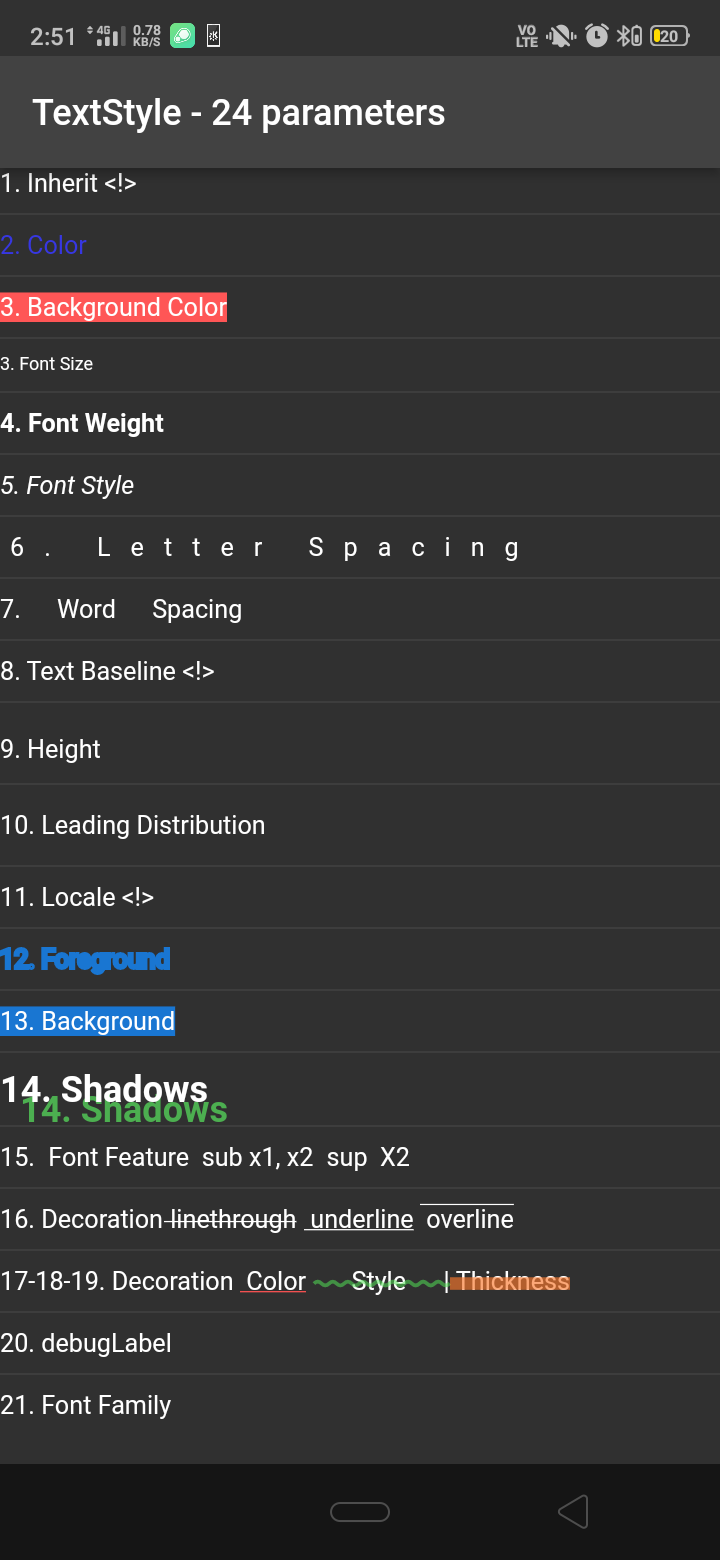 2:51 4G 0.78 KB/S VO LTE 20
TextStyle - 24 parameters
1. Inherit <!>
2. Color
3. Background Color
3. Font Size
4. Font Weight
5. Font Style
6. Letter Spacing
7. Word Spacing
8. Text Baseline <!>
9. Height
10. Leading Distribution
11. Locale <!>
12. Foreground
13. Background
14. Shadows
14. Shadows
15. Font Feature sub x1, x2 sup X2
16. Decoration linethrough underline overline
17-18-19. Decoration Color Style | Thickness
20. debugLabel
21. Font Family